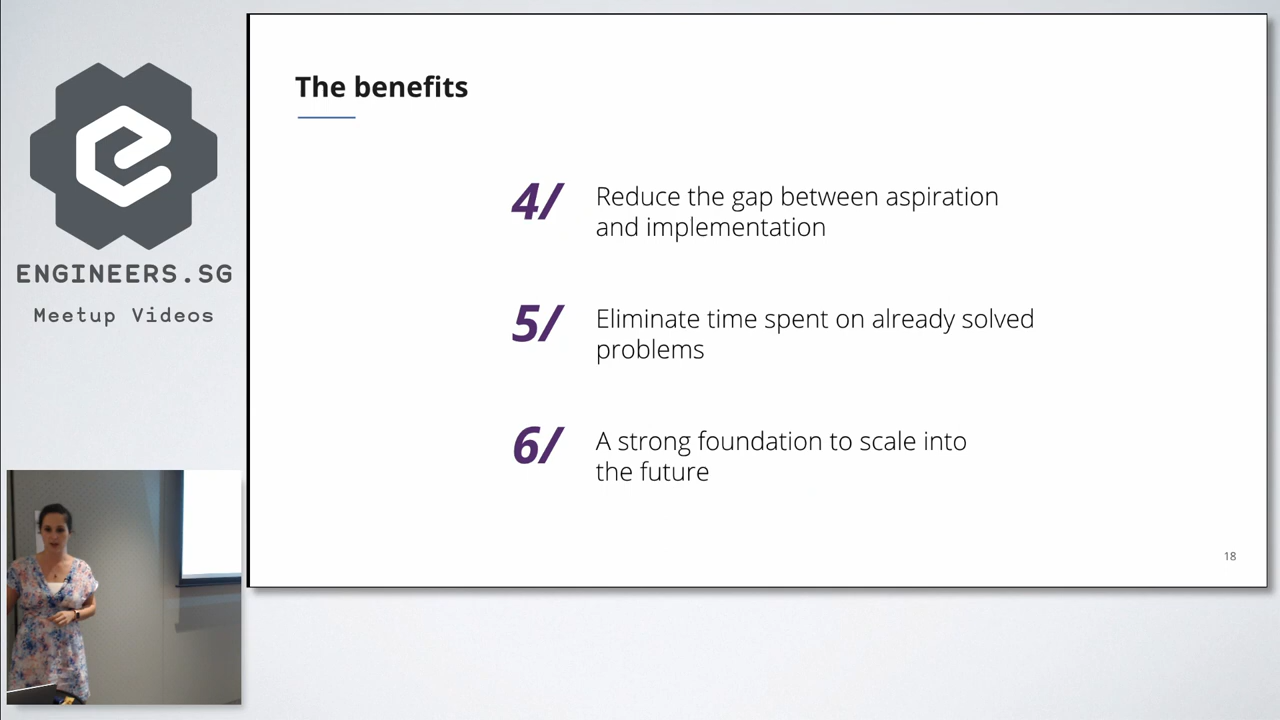 The benefits
4/ Reduce the gap between aspiration
and implementation
5/ Eliminate time spent on already solved
problems
6/ A strong foundation to scale into
the future
18
ENGINEERS.SG
Meetup Videos